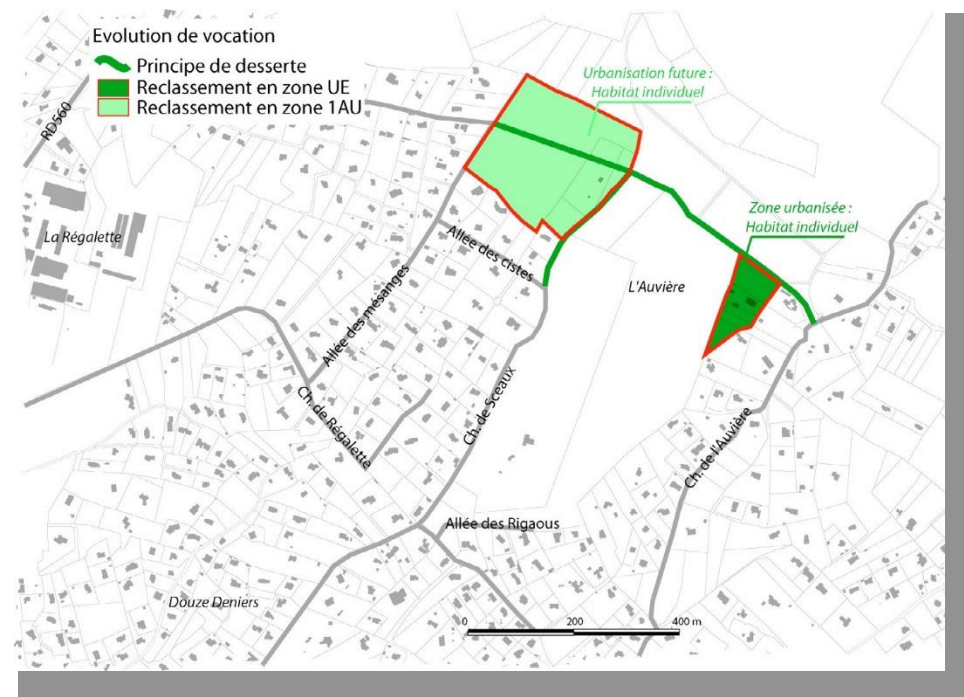 Evolution de vocation
Principe de desserte
Reclassement en zone UE
Reclassement en zone 1AU
Urbanisation future :
Habitat individuel
RD560
La Régalette
Allée des cistes
Zone urbanisée :
Habitat individuel
L'Auvière
Allée des mésanges
Ch. de Régalette
Ch. de Sceaux
Ch. de l'Auvière
Allée des Rigaous
Douze Deniers
0 200 400 m